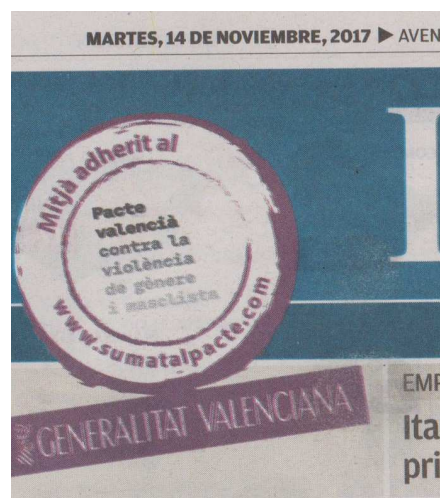 MARTES, 14 DE NOVIEMBRE, 2017 ▶ AVEN
Mitjà adherit al
Pacte
valencià
contra la
violència
de gènere
i masclista
www.sumatalpacte.com
GENERALITAT VALENCIANA
EMP
Ita
pri